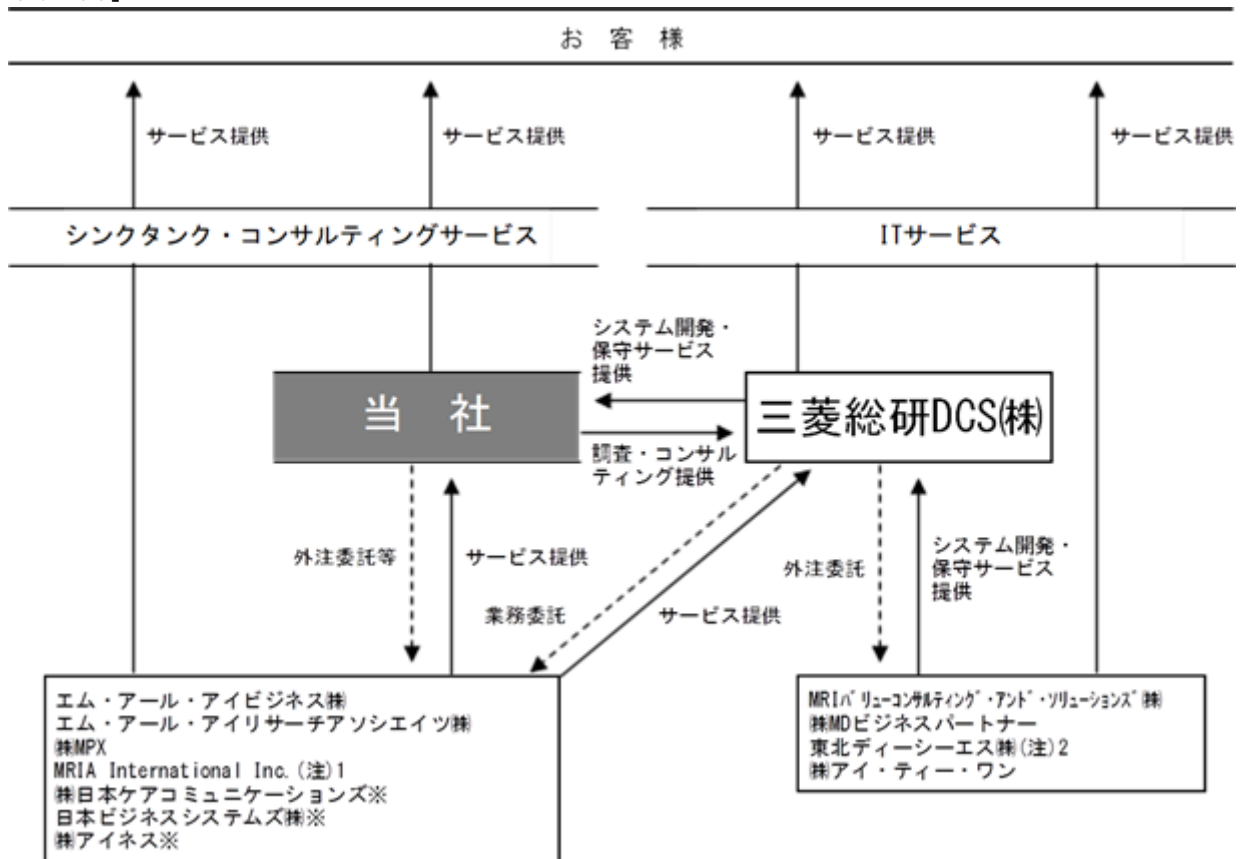 お 客 様
サービス提供
サービス提供
サービス提供
サービス提供
シンクタンク・コンサルティングサービス
ITサービス
システム開発・
保守サービス
提供
当 社
三菱総研DCS㈱
調査・コンサル
ティング提供
外注委託等
サービス提供
業務委託
サービス提供
外注委託
システム開発・
保守サービス
提供
エム・アール・アイビジネス㈱
エム・アール・アイリサーチアソシエイツ㈱
㈱MPX
MRIA International Inc.(注)1
㈱日本ケアコミュニケーションズ※
日本ビジネスシステムズ㈱※
㈱アイネス※
MRIバリューコンサルティング・アンド・ソリューションズ㈱
㈱MDビジネスパートナー
東北ディーシーエス㈱(注)2
㈱アイ・ティー・ワン